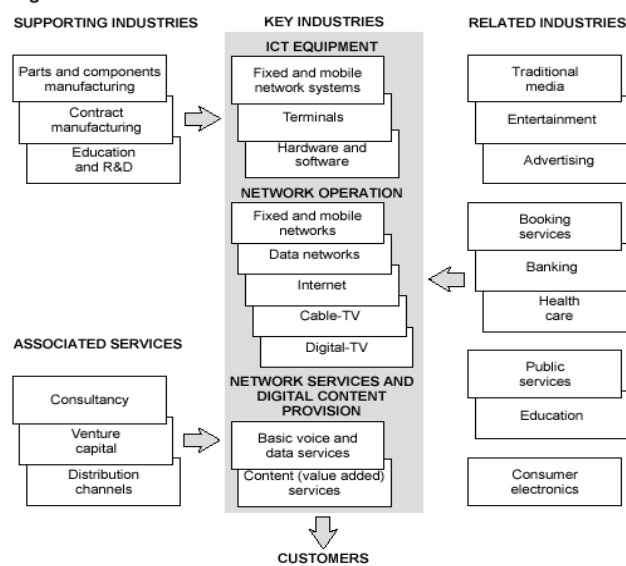 SUPPORTING INDUSTRIES
Parts and components
manufacturing
Contract
manufacturing
Education
and R&D
ASSOCIATED SERVICES
Consultancy
Venture
capital
Distribution
channels
KEY INDUSTRIES
ICT EQUIPMENT
Fixed and mobile
network systems
Terminals
Hardware and
software
NETWORK OPERATION
Fixed and mobile
networks
Data networks
Internet
Cable-TV
Digital-TV
NETWORK SERVICES AND
DIGITAL CONTENT
PROVISION
Basic voice and
data services
Content (value added)
services
CUSTOMERS
RELATED INDUSTRIES
Traditional
media
Entertainment
Advertising
Booking
services
Banking
Health
care
Public
services
Education
Consumer
electronics